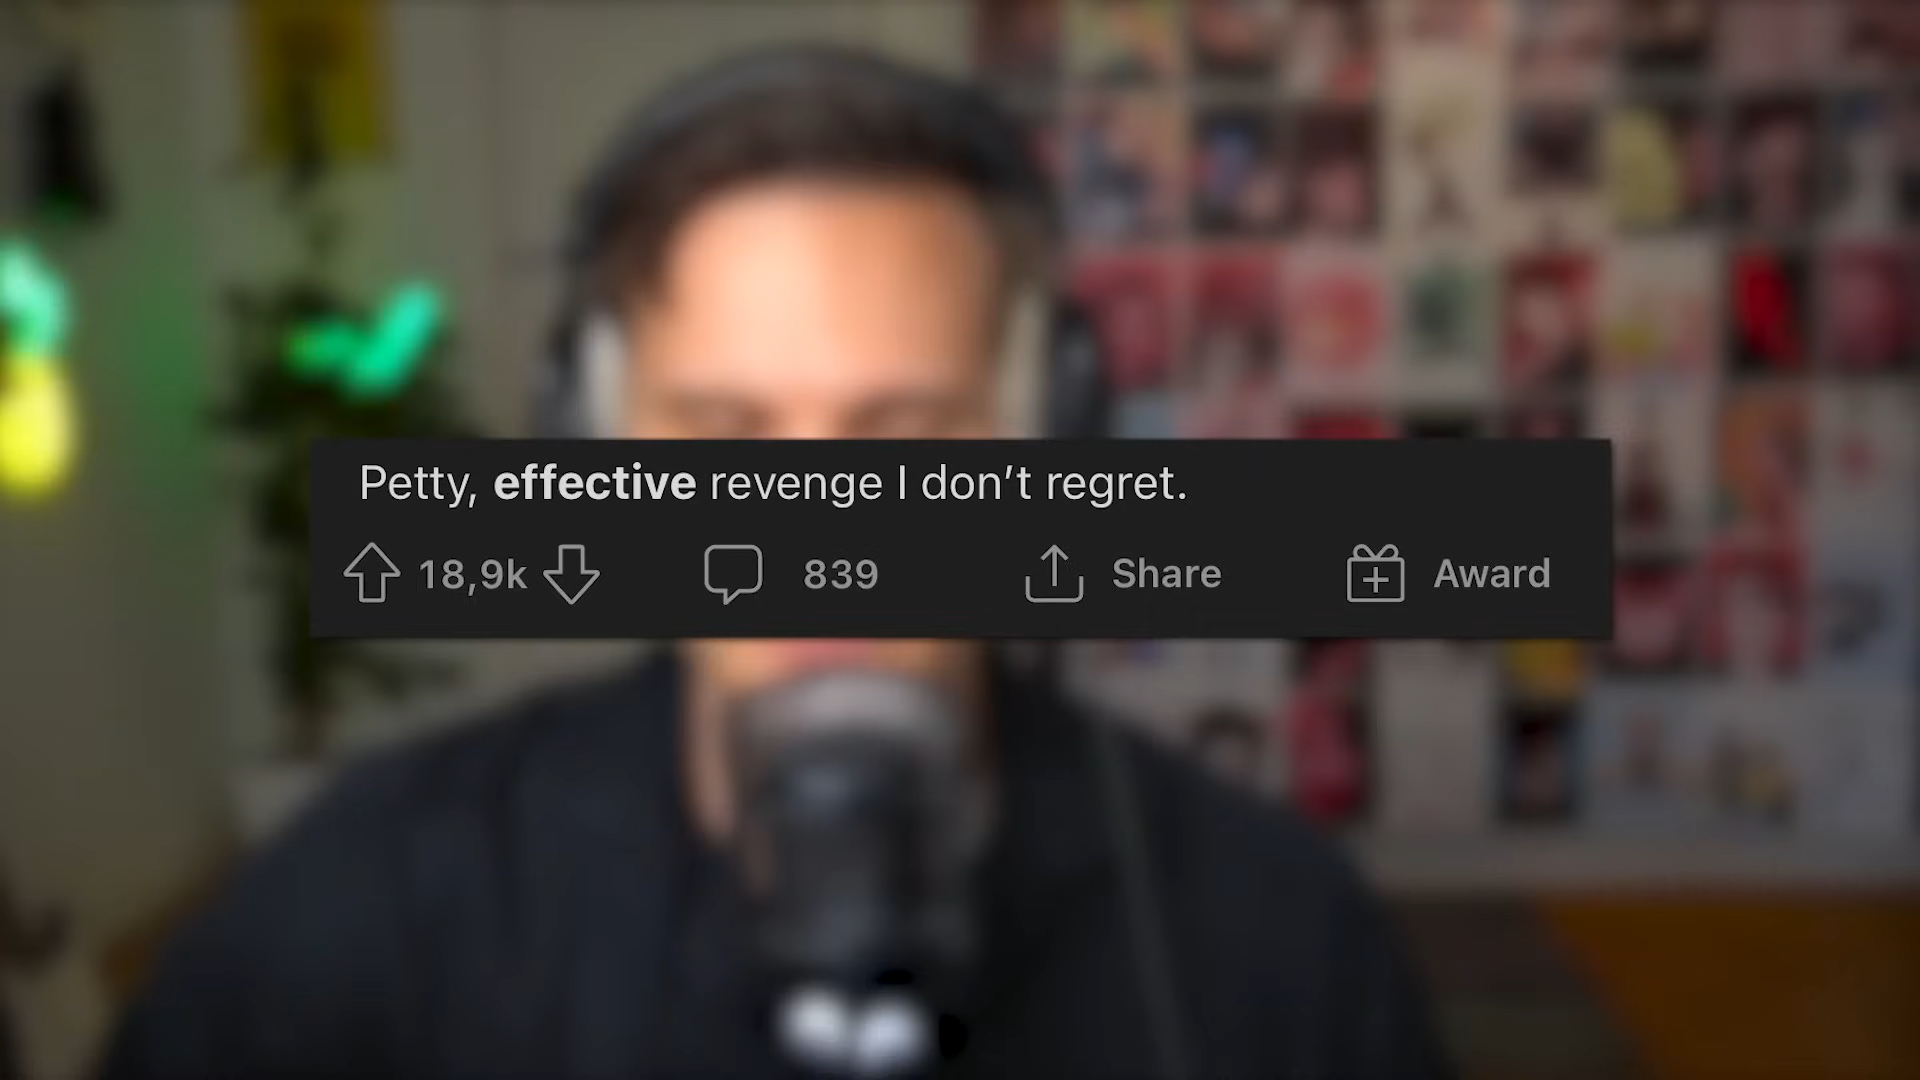 Petty, effective revenge I don’t regret.
18,9k 839 Share Award